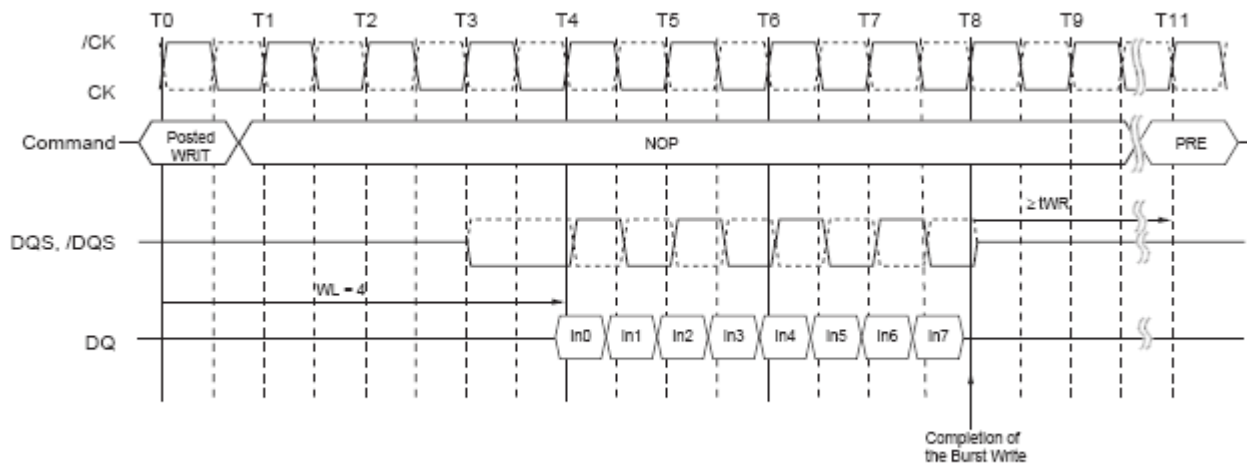 T0 T1 T2 T3 T4 T5 T6 T7 T8 T9 T11
/CK
CK
Command Posted WRIT NOP PRE
≥ tWR
DQS, /DQS
WL = 4
DQ In0 In1 In2 In3 In4 In5 In6 In7
Completion of
the Burst Write